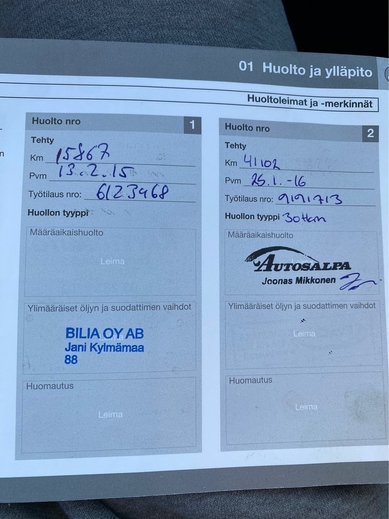 01 Huolto ja ylläpito
Huoltoleimat ja -merkinnät
Huolto nro 1
Tehty
Km 15867
Pvm 13.2.15
Työtilaus nro: 6123468
Huollon tyyppi
Määräaikaishuolto
Leima
Ylimääräiset öljyn ja suodattimen vaihdot
BILIA OY AB
Jani Kylmämaa
88
Huomautus
Leima
Huolto nro 2
Tehty
Km 41102
Pvm 25.1.-16
Työtilaus nro:
Huollon tyyppi
Määräaikaishuolto
AUTOSALPA
Joonas Mikkonen
Ylimääräiset öljyn ja suodattimen vaihdot
Leima
Huomautus
Leima